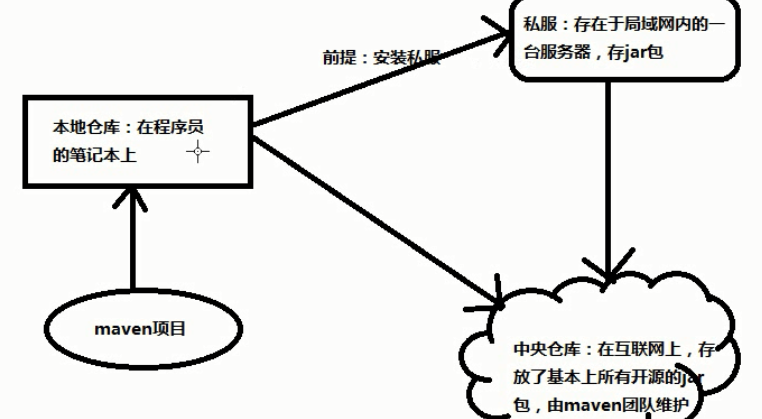 私服：存在于局域网内的一
台服务器，存jar包
前提：安装私服
本地仓库：在程序员
的笔记本上
maven项目
中央仓库：在互联网上，存
放了基本上所有开源的jar
包，由maven团队维护